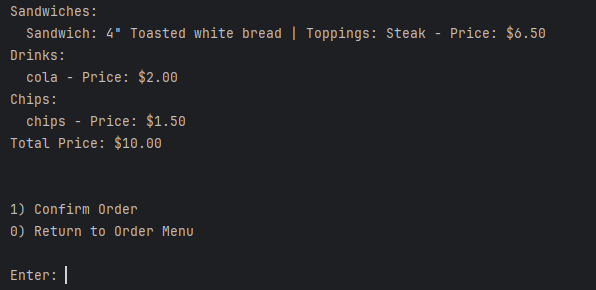 Sandwiches:
Sandwich: 4" Toasted white bread | Toppings: Steak - Price: $6.50
Drinks:
cola - Price: $2.00
Chips:
chips - Price: $1.50
Total Price: $10.00
1) Confirm Order
0) Return to Order Menu
Enter: